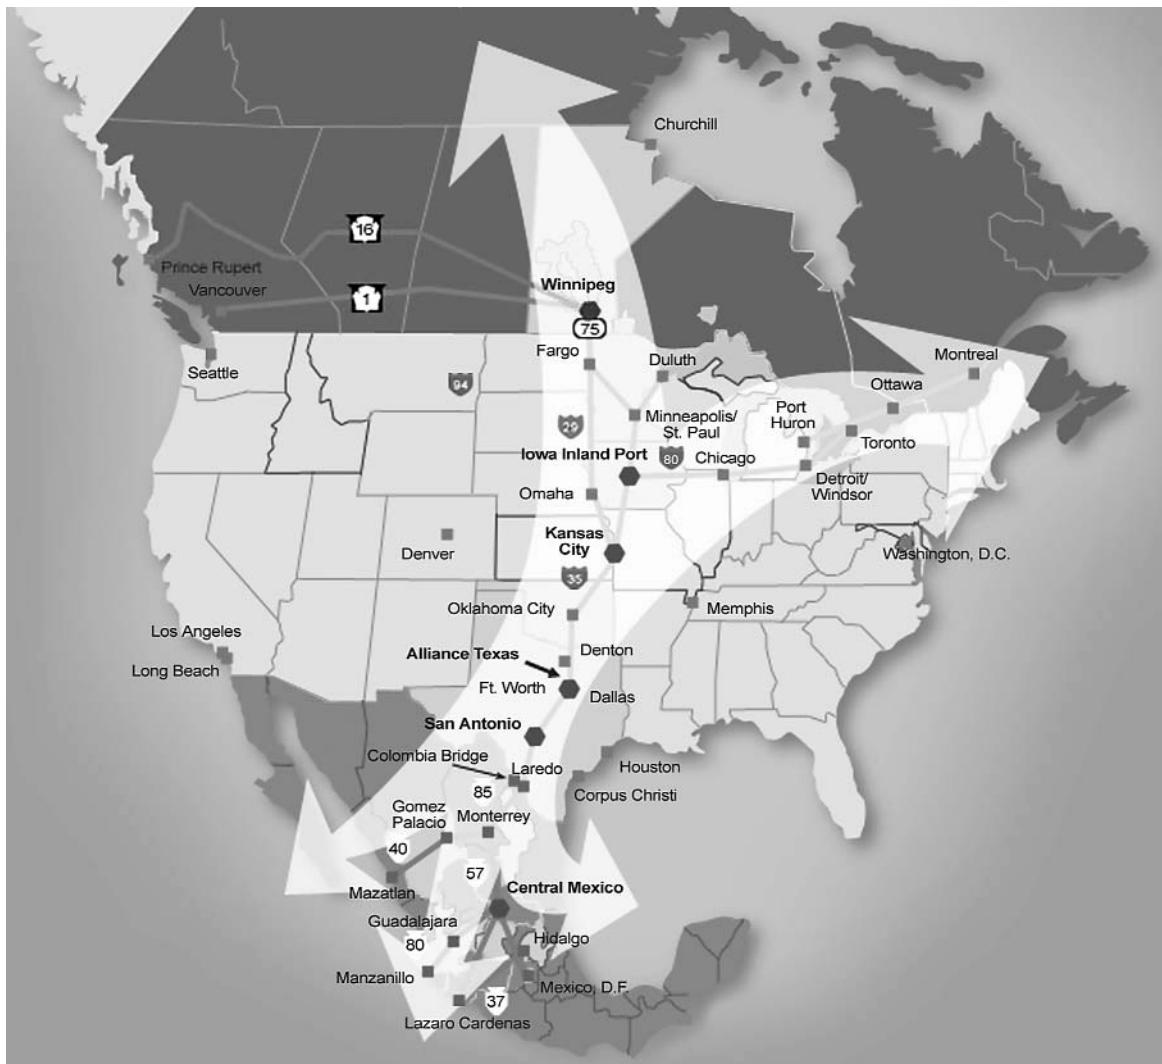 Churchill
16
Prince Rupert
Vancouver
1
Winnipeg
75
Fargo
Duluth
Montreal
Seattle
94
Ottawa
29
Minneapolis/
St. Paul
Port
Huron
Toronto
Iowa Inland Port
80
Chicago
Detroit/
Windsor
Omaha
Kansas
City
Denver
Washington, D.C.
35
Oklahoma City
Memphis
Los Angeles
Long Beach
Alliance Texas
Denton
Ft. Worth
Dallas
San Antonio
Colombia Bridge
Laredo
Houston
Corpus Christi
85
Gomez
Palacio
Monterrey
40
57
Mazatlan
Central Mexico
Guadalajara
80
Hidalgo
Manzanillo
Mexico, D.F.
37
Lazaro Cardenas